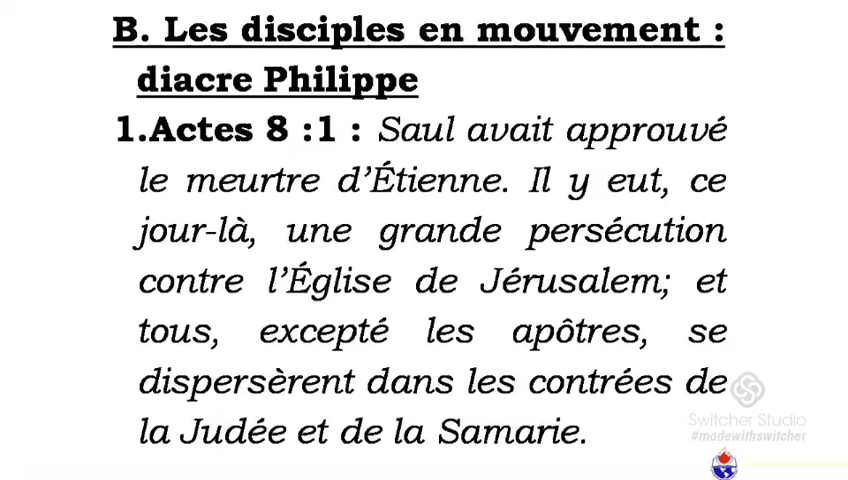 B. Les disciples en mouvement :
diacre Philippe
1.Actes 8 :1 : Saul avait approuvé
le meurtre d’Étienne. Il y eut, ce
jour-là, une grande persécution
contre l’Église de Jérusalem; et
tous, excepté les apôtres, se
dispersèrent dans les contrées de
la Judée et de la Samarie.
Switcher Studio
#madewithswitcher